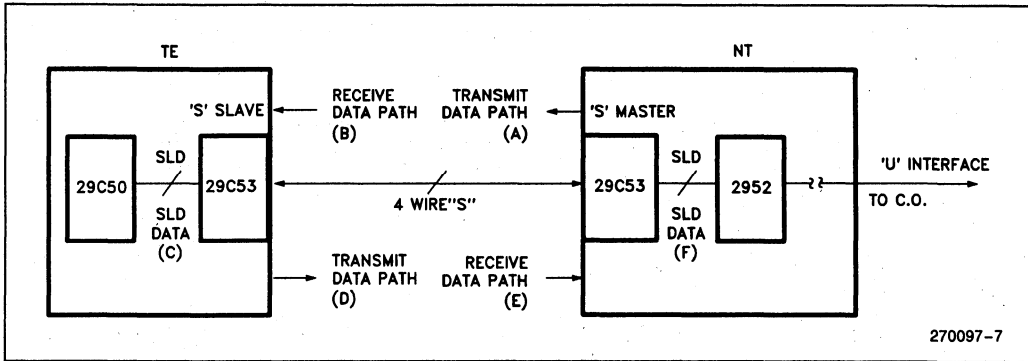 TE
NT
'S' SLAVE
RECEIVE
DATA PATH
(B)
TRANSMIT
DATA PATH
(A)
'S' MASTER
29C50
SLD
SLD
DATA
(C)
29C53
4 WIRE"S"
29C53
SLD
SLD
DATA
(F)
2952
'U' INTERFACE
TO C.O.
TRANSMIT
DATA PATH
(D)
RECEIVE
DATA PATH
(E)
270097-7